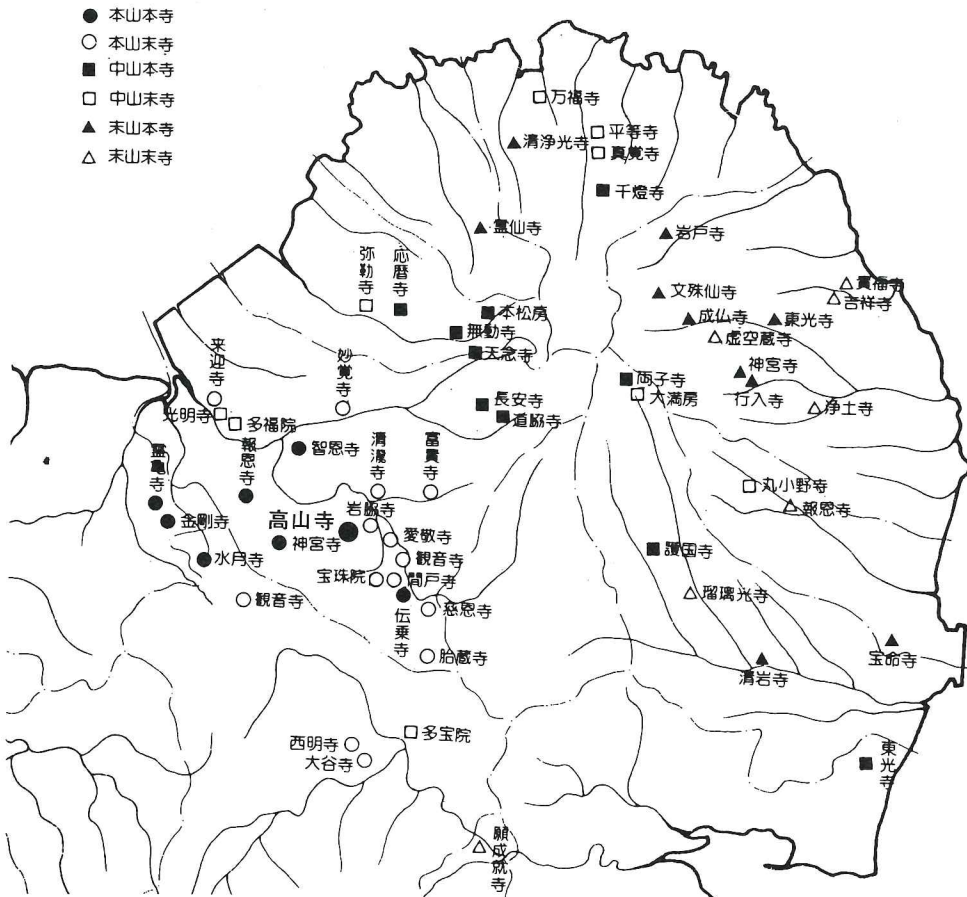 本山本寺
本山末寺
中山本寺
中山末寺
末山本寺
末山末寺
万福寺
平等寺
清浄光寺
真覚寺
千燈寺
霊仙寺
岩戸寺
弥勒寺
応暦寺
文殊仙寺
貫福寺
吉祥寺
本松房
成仏寺
東光寺
無動寺
虚空蔵寺
天念寺
神宮寺
来迎寺
妙覚寺
両子寺
大満房
行入寺
長安寺
浄土寺
光明寺
多福院
道脇寺
報恩寺
智恩寺
清滝寺
富貴寺
霊亀寺
丸小野寺
報恩寺
岩脇寺
金剛寺
高山寺
神宮寺
愛敬寺
護国寺
水月寺
観音寺
宝珠院
間戸寺
瑠璃光寺
観音寺
伝乗寺
慈恩寺
胎蔵寺
宝命寺
清岩寺
多宝院
西明寺
大谷寺
東光寺
願成就寺